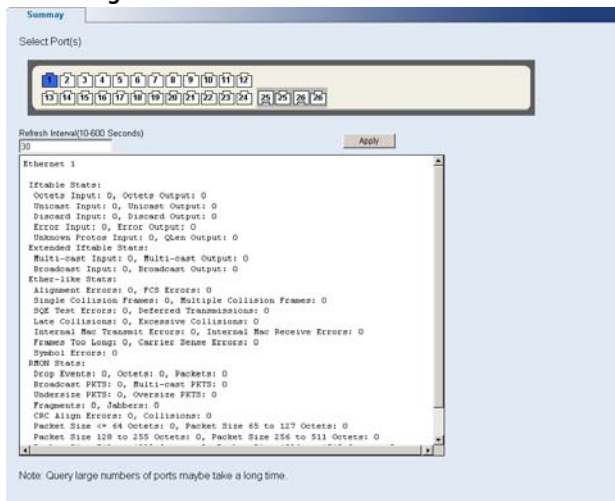 Summay
Select Port(s)
1 2 3 4 5 6 7 8 9 10 11 12
13 14 15 16 17 18 19 20 21 22 23 24 25 25 26 26
Refresh Interval(10-600 Seconds)
30
Apply
Ethernet 1
Iftable Stats:
Octets Input: 0, Octets Output: 0
Unicast Input: 0, Unicast Output: 0
Discard Input: 0, Discard Output: 0
Error Input: 0, Error Output: 0
Unknown Protos Input: 0, QLen Output: 0
Extended Iftable Stats:
Multi-cast Input: 0, Multi-cast Output: 0
Broadcast Input: 0, Broadcast Output: 0
Ether-like Stats:
Alignment Errors: 0, FCS Errors: 0
Single Collision Frames: 0, Multiple Collision Frames: 0
SQE Test Errors: 0, Deferred Transmissions: 0
Late Collisions: 0, Excessive Collisions: 0
Internal Mac Transmit Errors: 0, Internal Mac Receive Errors: 0
Frames Too Long: 0, Carrier Sense Errors: 0
Symbol Errors: 0
RMON Stats:
Drop Events: 0, Octets: 0, Packets: 0
Broadcast PKTS: 0, Multi-cast PKTS: 0
Undersize PKTS: 0, Oversize PKTS: 0
Fragments: 0, Jabbers: 0
CRC Align Errors: 0, Collisions: 0
Packet Size <= 64 Octets: 0, Packet Size 65 to 127 Octets: 0
Packet Size 128 to 255 Octets: 0, Packet Size 256 to 511 Octets: 0
Note: Query large numbers of ports maybe take a long time.